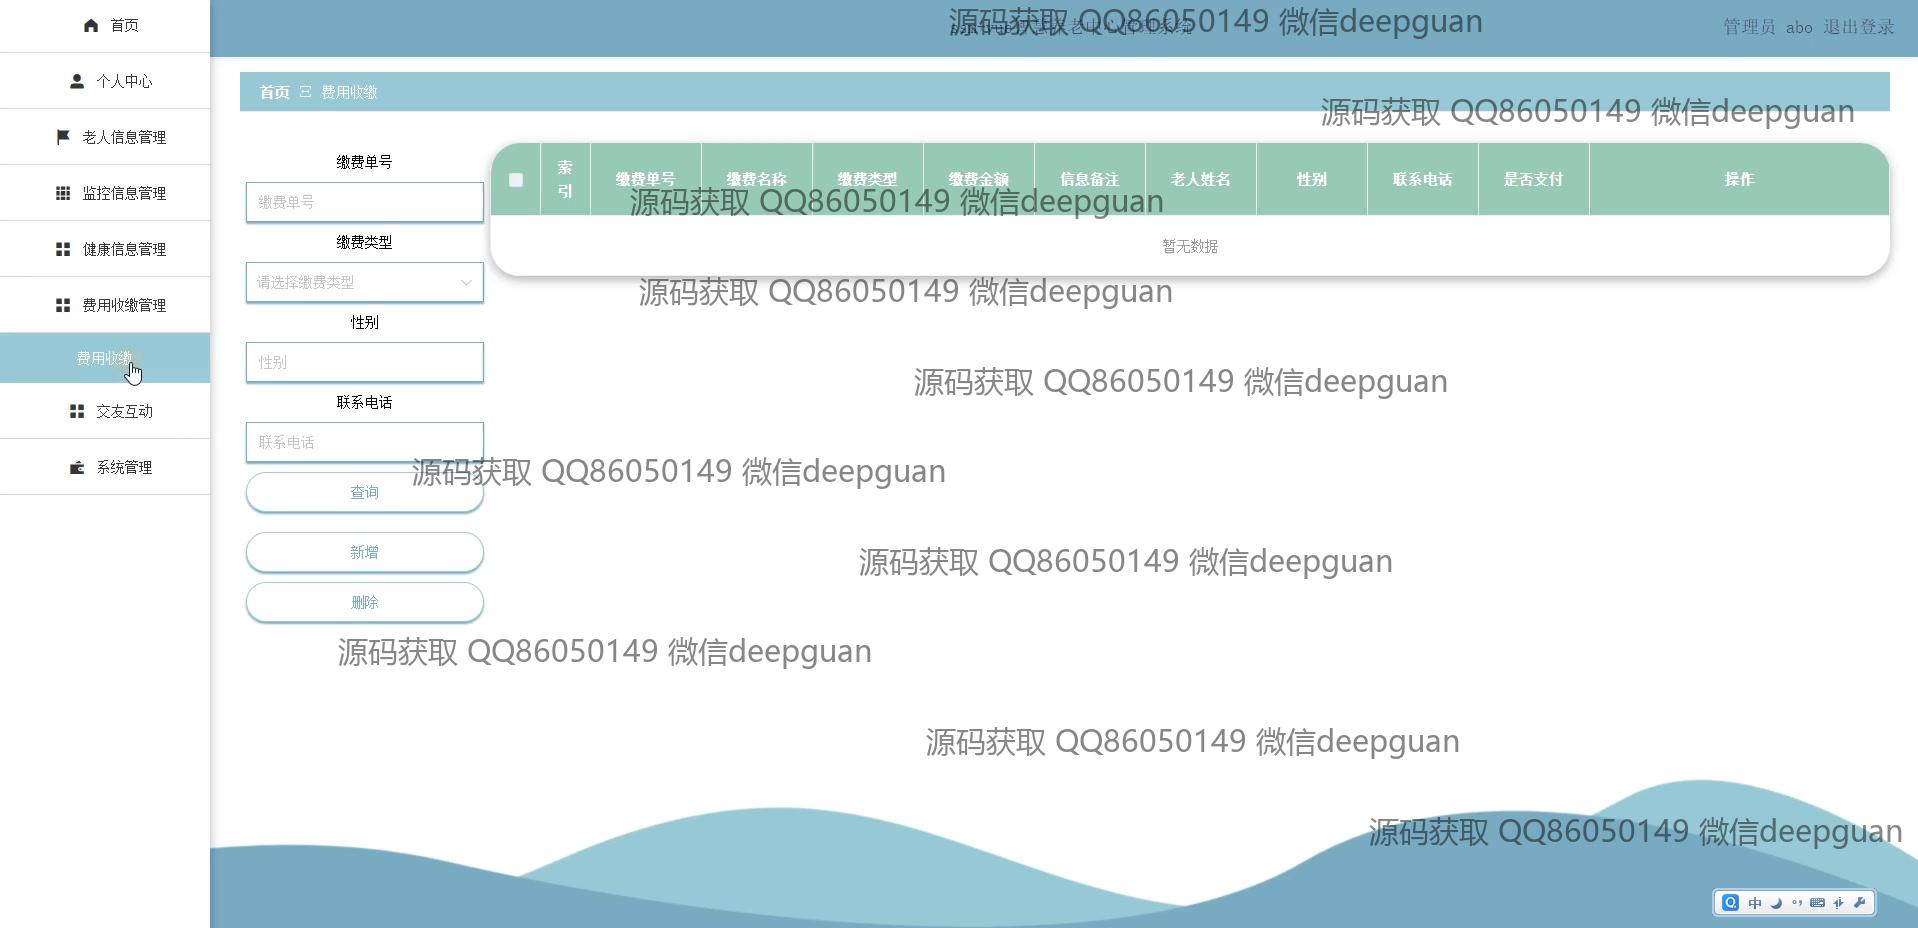 首页
个人中心
老人信息管理
监控信息管理
健康信息管理
费用收缴管理
费用收缴
交友互动
系统管理
源码获取 QQ86050149 微信deepguan
管理员 abo 退出登录
首页 费用收缴
源码获取 QQ86050149 微信deepguan
缴费单号
缴费单号
缴费类型
请选择缴费类型
性别
性别
联系电话
联系电话
查询
新增
删除
索引 缴费单号 缴费名称 缴费类型 缴费金额 信息备注 老人姓名 性别 联系电话 是否支付 操作
源码获取 QQ86050149 微信deepguan
暂无数据
源码获取 QQ86050149 微信deepguan
源码获取 QQ86050149 微信deepguan
源码获取 QQ86050149 微信deepguan
源码获取 QQ86050149 微信deepguan
源码获取 QQ86050149 微信deepguan
源码获取 QQ86050149 微信deepguan
源码获取 QQ86050149 微信deepguan
中